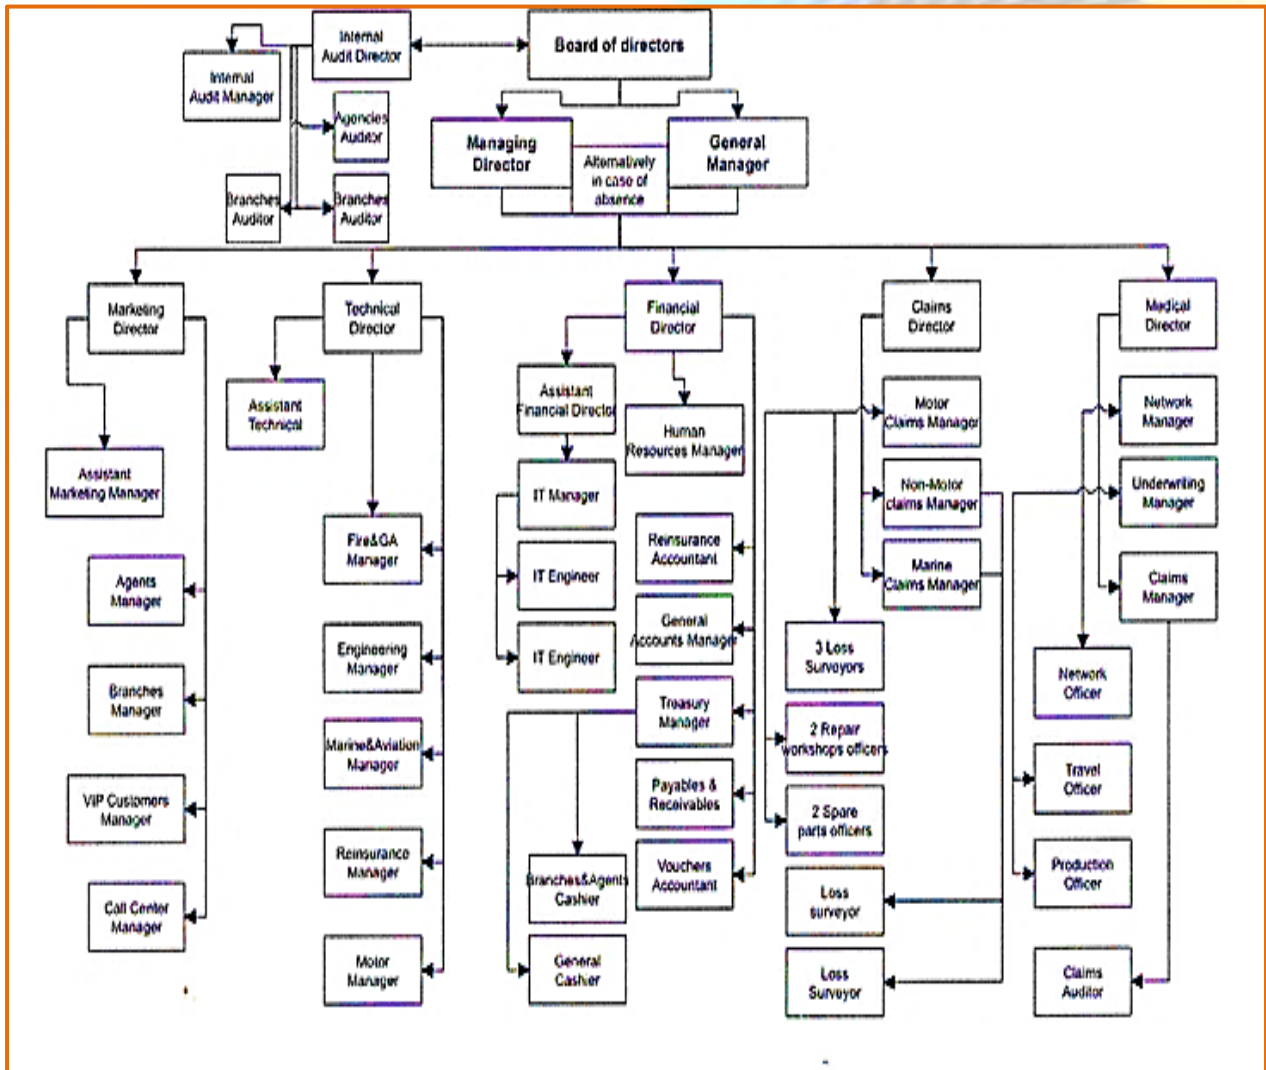 Internal
Audit Director
Board of directors
Internal
Audit Manager
Agencies
Auditor
Managing
Director
Alternatively
in case of
absence
General
Manager
Branches
Auditor
Branches
Auditor
Marketing
Director
Technical
Director
Financial
Director
Claims
Director
Medical
Director
Assistant
Marketing Manager
Agents
Manager
Branches
Manager
VIP Customers
Manager
Call Center
Manager
Assistant
Technical
Fire&GA
Manager
Engineering
Manager
Marine&Aviation
Manager
Reinsurance
Manager
Motor
Manager
Assistant
Financial Director
Human
Resources Manager
IT Manager
IT Engineer
IT Engineer
Reinsurance
Accountant
General
Accounts Manager
Treasury
Manager
Payables &
Receivables
Vouchers
Accountant
Branches&Agents
Cashier
General
Cashier
Motor
Claims Manager
Non-Motor
claims Manager
Marine
Claims Manager
3 Loss
Surveyors
2 Repair
workshops officers
2 Spare
parts officers
Loss
surveyor
Loss
Surveyor
Network
Manager
Underwriting
Manager
Claims
Manager
Network
Officer
Travel
Officer
Production
Officer
Claims
Auditor